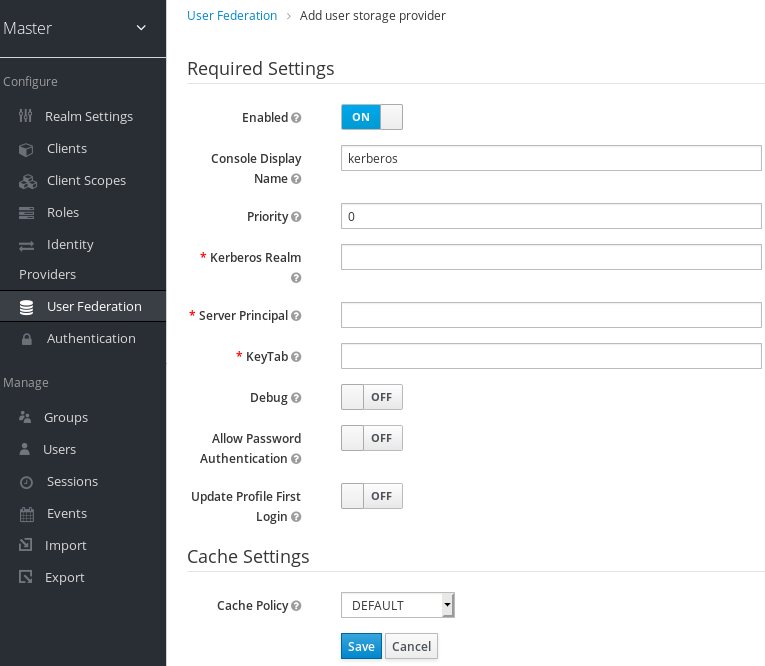 Master
Configure
Realm Settings
Clients
Client Scopes
Roles
Identity
Providers
User Federation
Authentication
Manage
Groups
Users
Sessions
Events
Import
Export
User Federation > Add user storage provider
Required Settings
Enabled
ON
Console Display
Name
kerberos
Priority
0
* Kerberos Realm
* Server Principal
* KeyTab
Debug
OFF
Allow Password
Authentication
OFF
Update Profile First
Login
OFF
Cache Settings
Cache Policy
DEFAULT
Save
Cancel